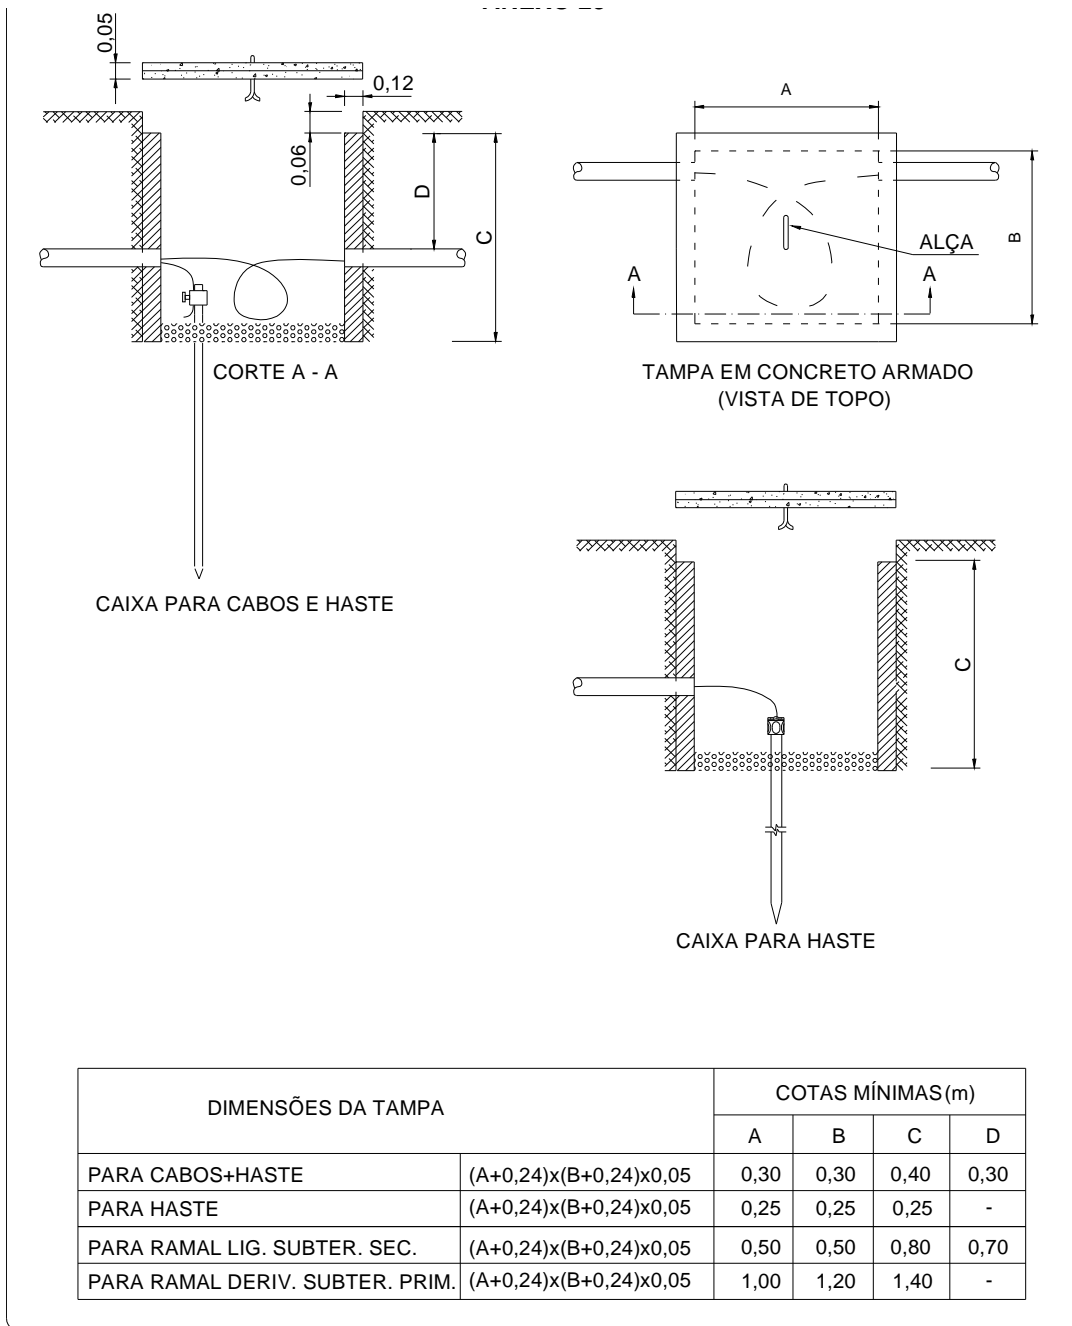 0,05
0,12
0,06
D
C
CORTE A - A
CAIXA PARA CABOS E HASTE
A
B
ALÇA
A
A
TAMPA EM CONCRETO ARMADO
(VISTA DE TOPO)
C
CAIXA PARA HASTE
DIMENSÕES DA TAMPA
COTAS MÍNIMAS(m)
A B C D
PARA CABOS+HASTE (A+0,24)x(B+0,24)x0,05 0,30 0,30 0,40 0,30
PARA HASTE (A+0,24)x(B+0,24)x0,05 0,25 0,25 0,25 -
PARA RAMAL LIG. SUBTER. SEC. (A+0,24)x(B+0,24)x0,05 0,50 0,50 0,80 0,70
PARA RAMAL DERIV. SUBTER. PRIM. (A+0,24)x(B+0,24)x0,05 1,00 1,20 1,40 -